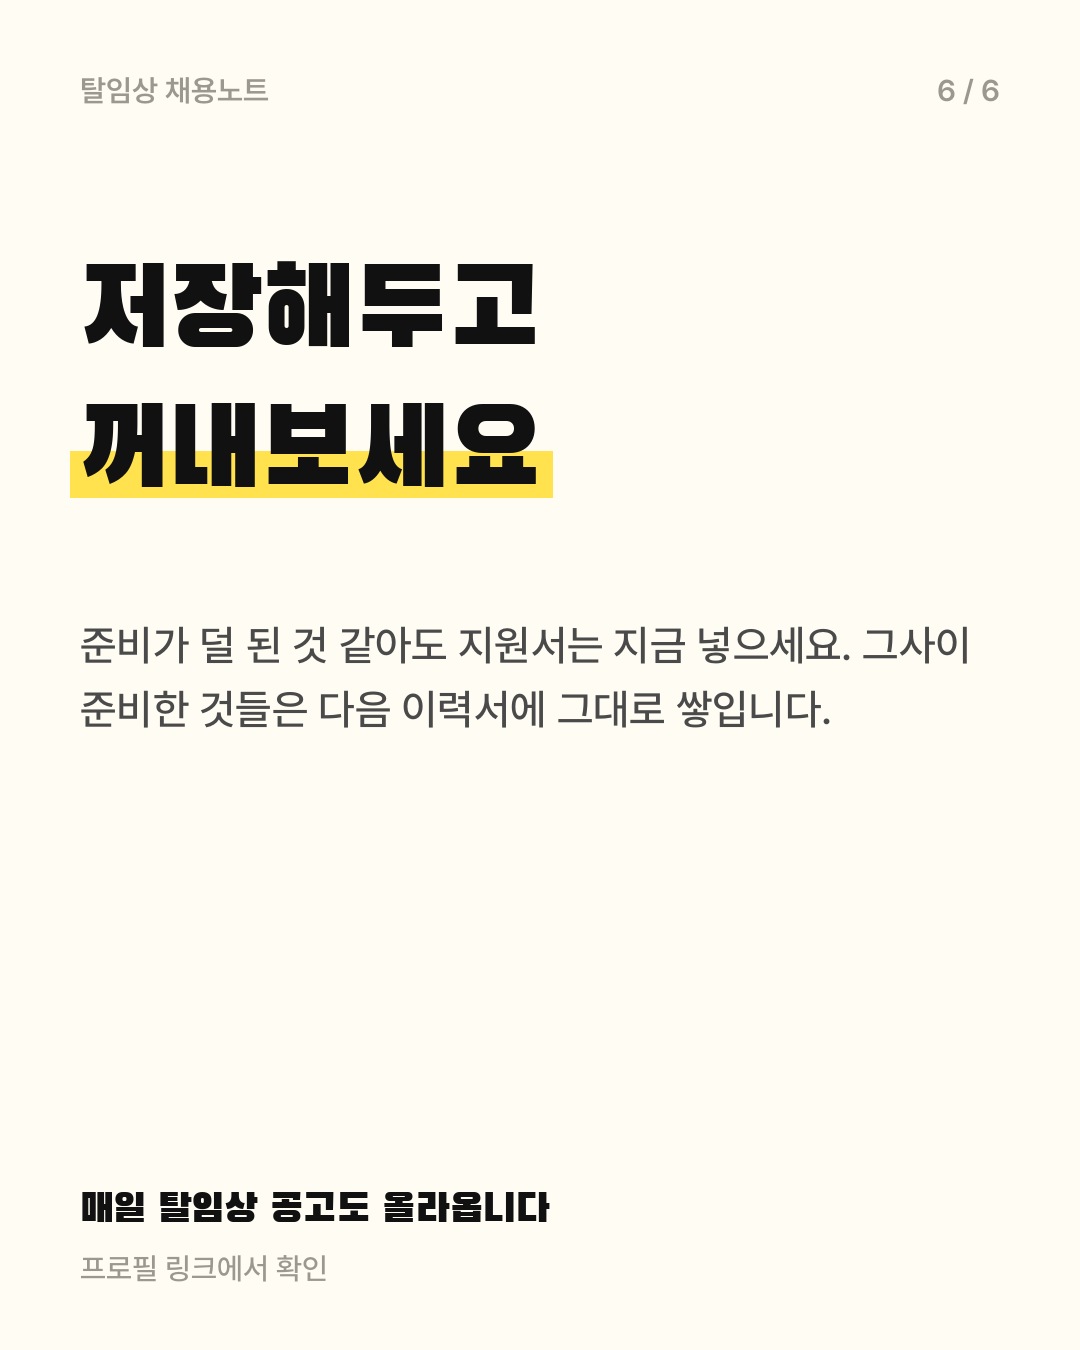 탈임상 채용노트
6 / 6
저장해두고
꺼내보세요
준비가 덜 된 것 같아도 지원서는 지금 넣으세요. 그사이
준비한 것들은 다음 이력서에 그대로 쌓입니다.
매일 탈임상 공고도 올라옵니다
프로필 링크에서 확인